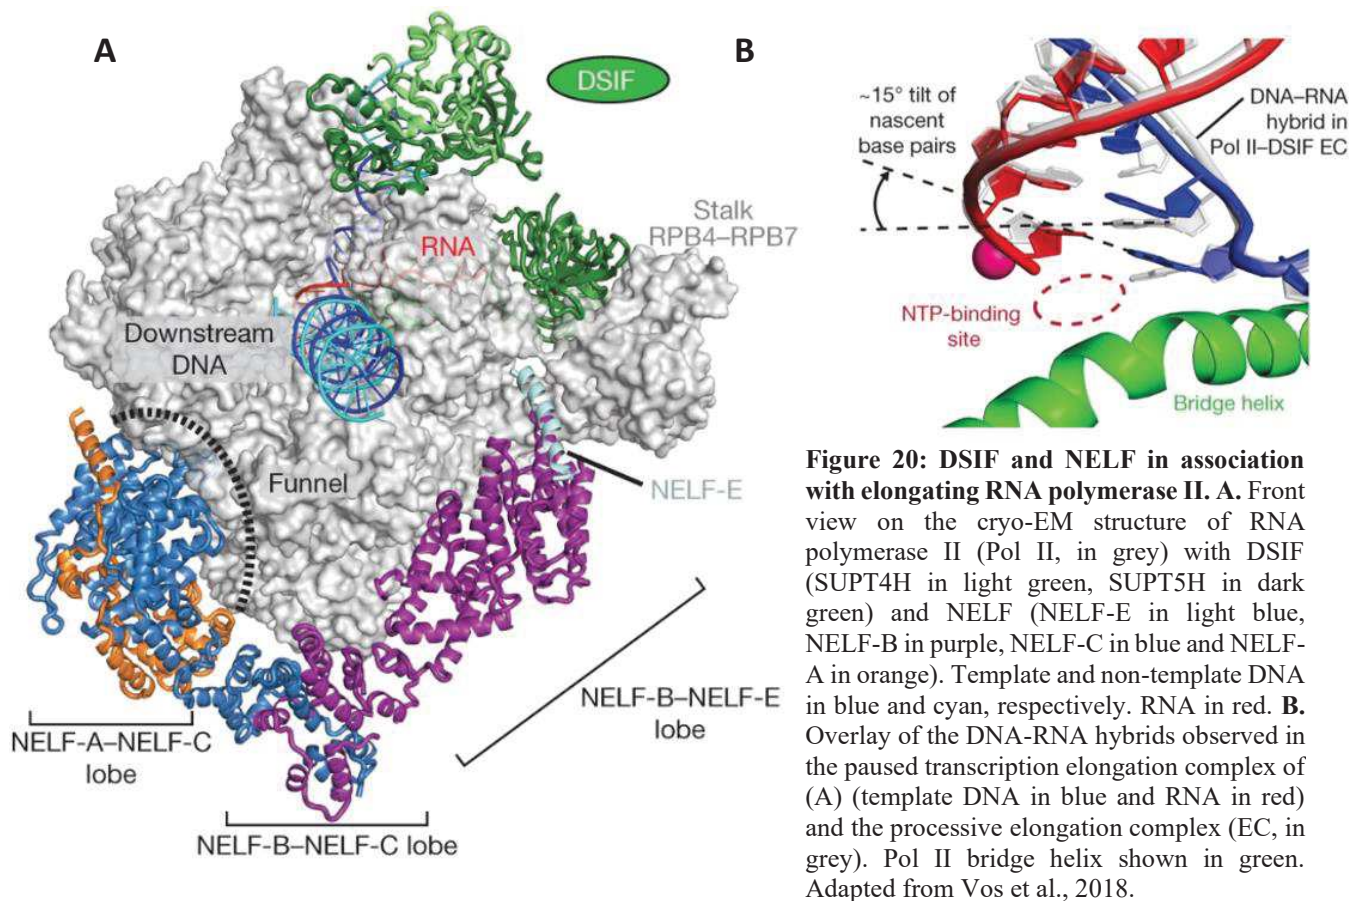 A
DSIF
Stalk
RPB4–RPB7
RNA
Downstream
DNA
Funnel
NELF-E
NELF-B–NELF-E
lobe
NELF-A–NELF-C
lobe
NELF-B–NELF-C lobe
B
~15° tilt of
nascent
base pairs
DNA–RNA
hybrid in
Pol II–DSIF EC
NTP-binding
site
Bridge helix
Figure 20: DSIF and NELF in association
with elongating RNA polymerase II. A. Front
view on the cryo-EM structure of RNA
polymerase II (Pol II, in grey) with DSIF
(SUPT4H in light green, SUPT5H in dark
green) and NELF (NELF-E in light blue,
NELF-B in purple, NELF-C in blue and NELF-
A in orange). Template and non-template DNA
in blue and cyan, respectively. RNA in red. B.
Overlay of the DNA-RNA hybrids observed in
the paused transcription elongation complex of
(A) (template DNA in blue and RNA in red)
and the processive elongation complex (EC, in
grey). Pol II bridge helix shown in green.
Adapted from Vos et al., 2018.